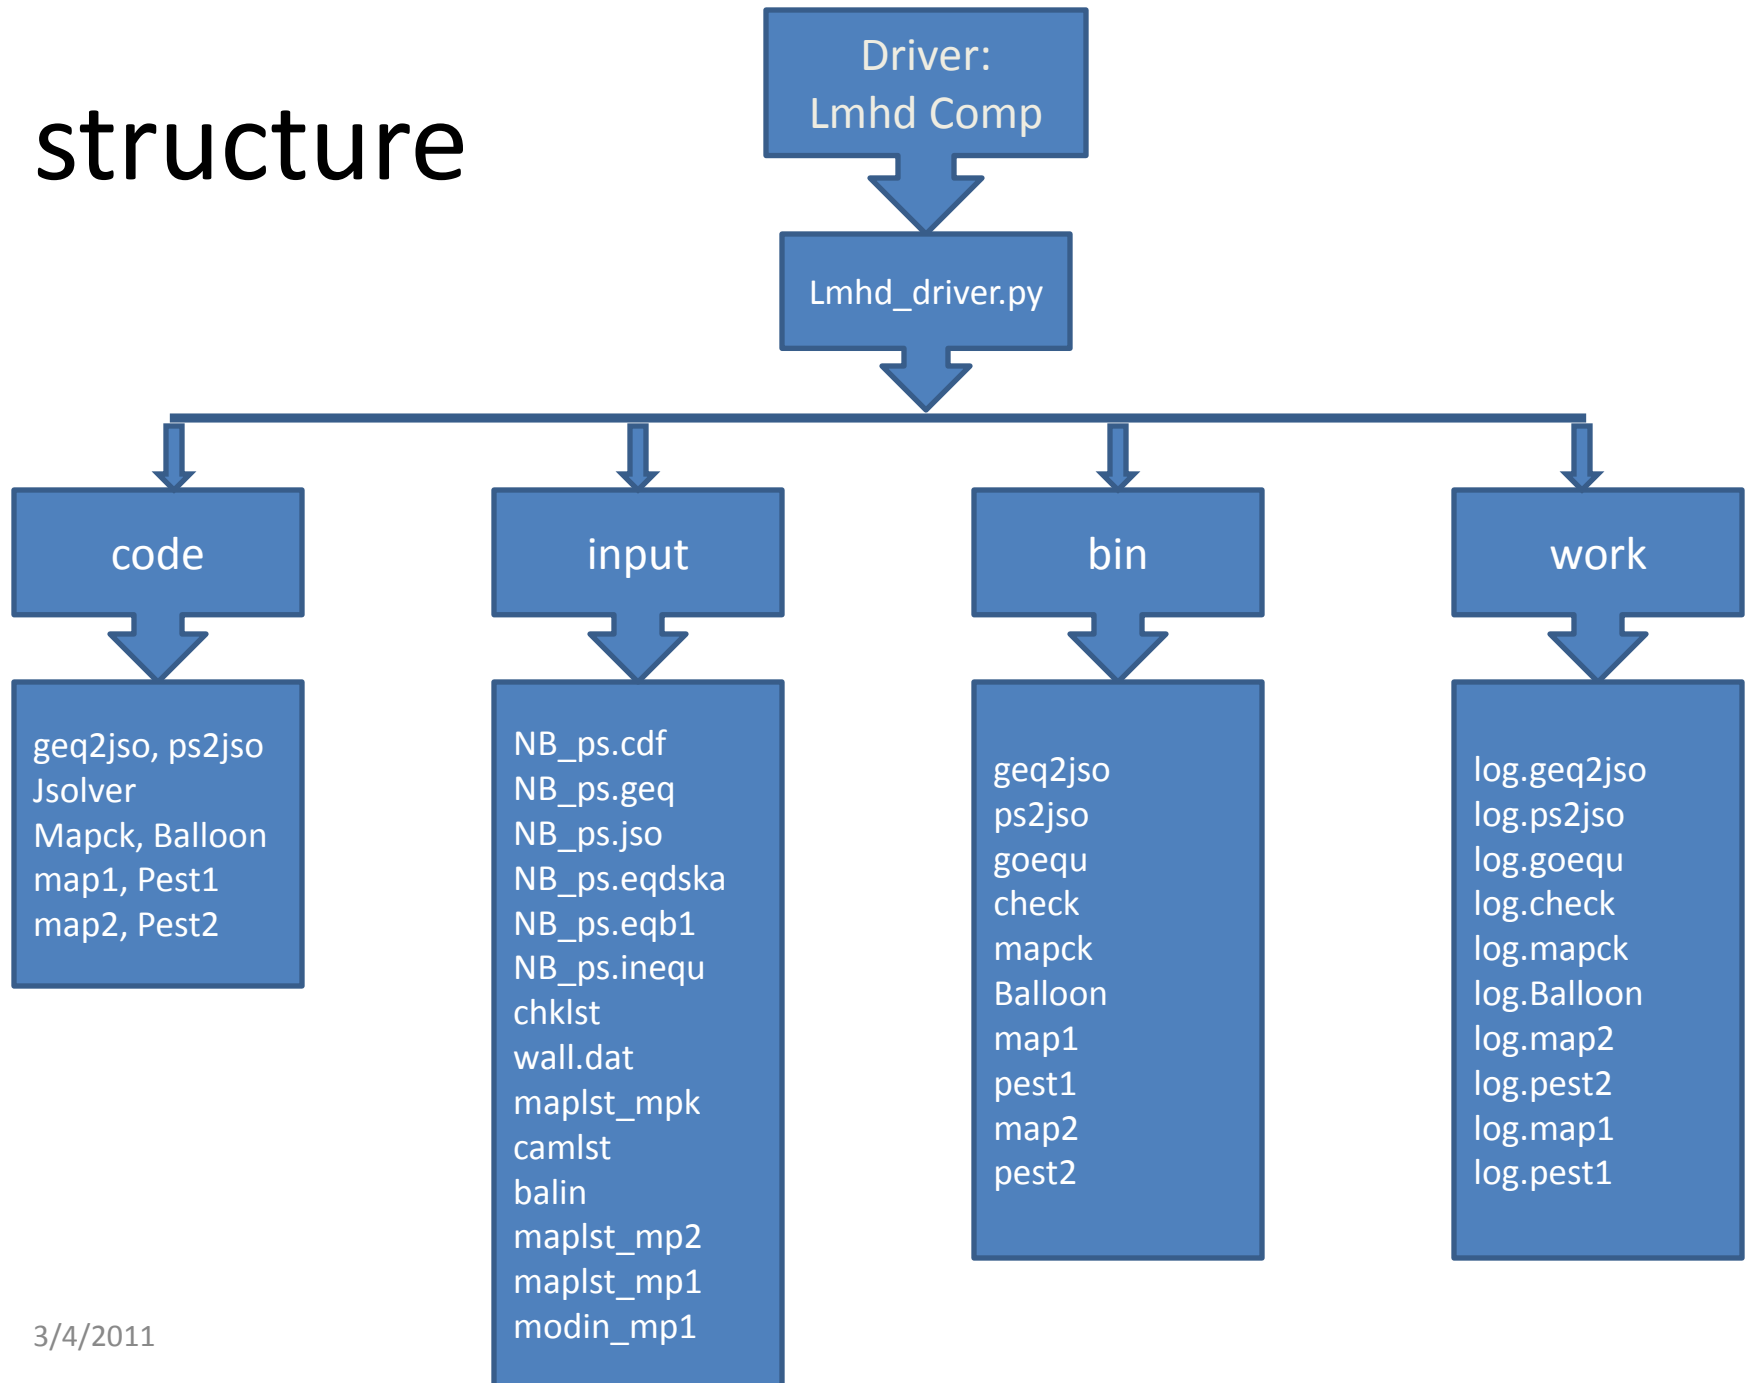 structure
Driver:
Lmhd Comp
Lmhd_driver.py
code
input
bin
work
geq2jso, ps2jso
Jsolver
Mapck, Balloon
map1, Pest1
map2, Pest2
NB_ps.cdf
NB_ps.geq
NB_ps.jso
NB_ps.eqdska
NB_ps.eqb1
NB_ps.inequ
chklst
wall.dat
maplst_mpk
camlst
balin
maplst_mp2
maplst_mp1
modin_mp1
geq2jso
ps2jso
goequ
check
mapck
Balloon
map1
pest1
map2
pest2
log.geq2jso
log.ps2jso
log.goequ
log.check
log.mapck
log.Balloon
log.map2
log.pest2
log.map1
log.pest1
3/4/2011